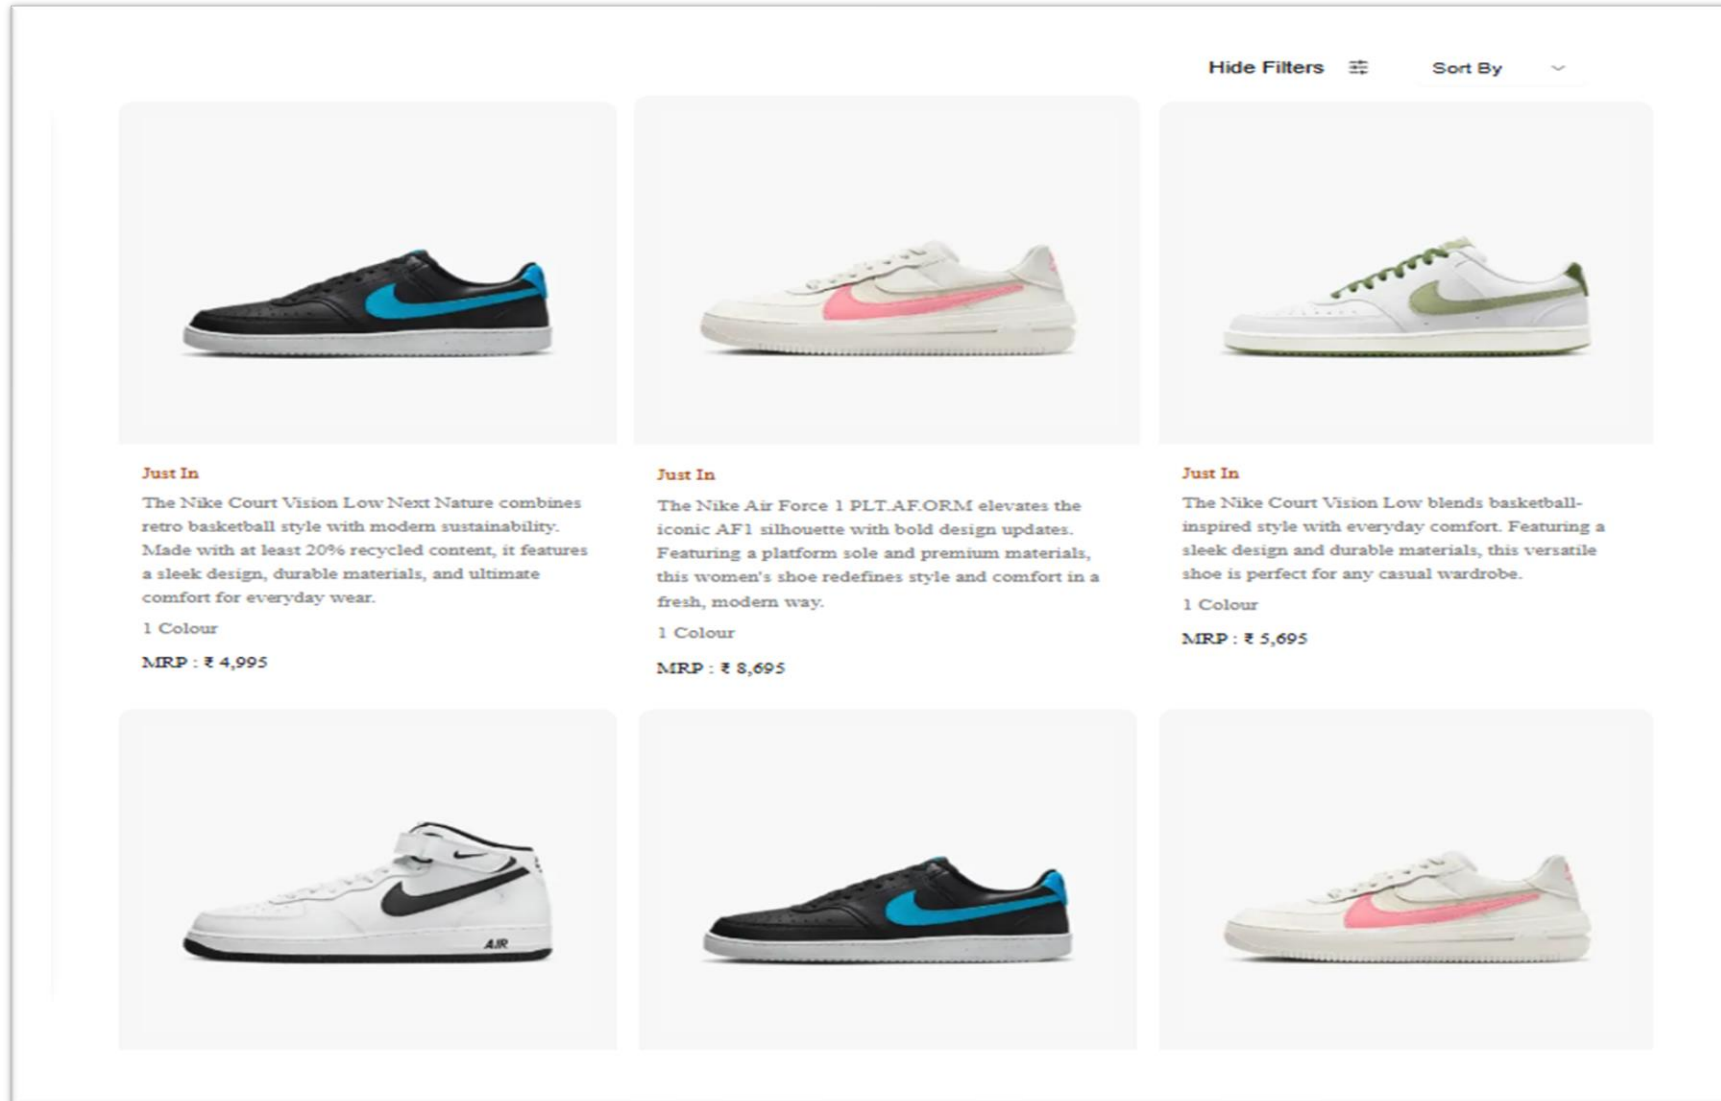 Hide Filters
Sort By
Just In
The Nike Court Vision Low Next Nature combines
retro basketball style with modern sustainability.
Made with at least 20% recycled content, it features
a sleek design, durable materials, and ultimate
comfort for everyday wear.
1 Colour
MRP : ₹ 4,995
Just In
The Nike Air Force 1 PLT.AF.ORM elevates the
iconic AF1 silhouette with bold design updates.
Featuring a platform sole and premium materials,
this women's shoe redefines style and comfort in a
fresh, modern way.
1 Colour
MRP : ₹ 8,695
Just In
The Nike Court Vision Low blends basketball-
inspired style with everyday comfort. Featuring a
sleek design and durable materials, this versatile
shoe is perfect for any casual wardrobe.
1 Colour
MRP : ₹ 5,695
AIR